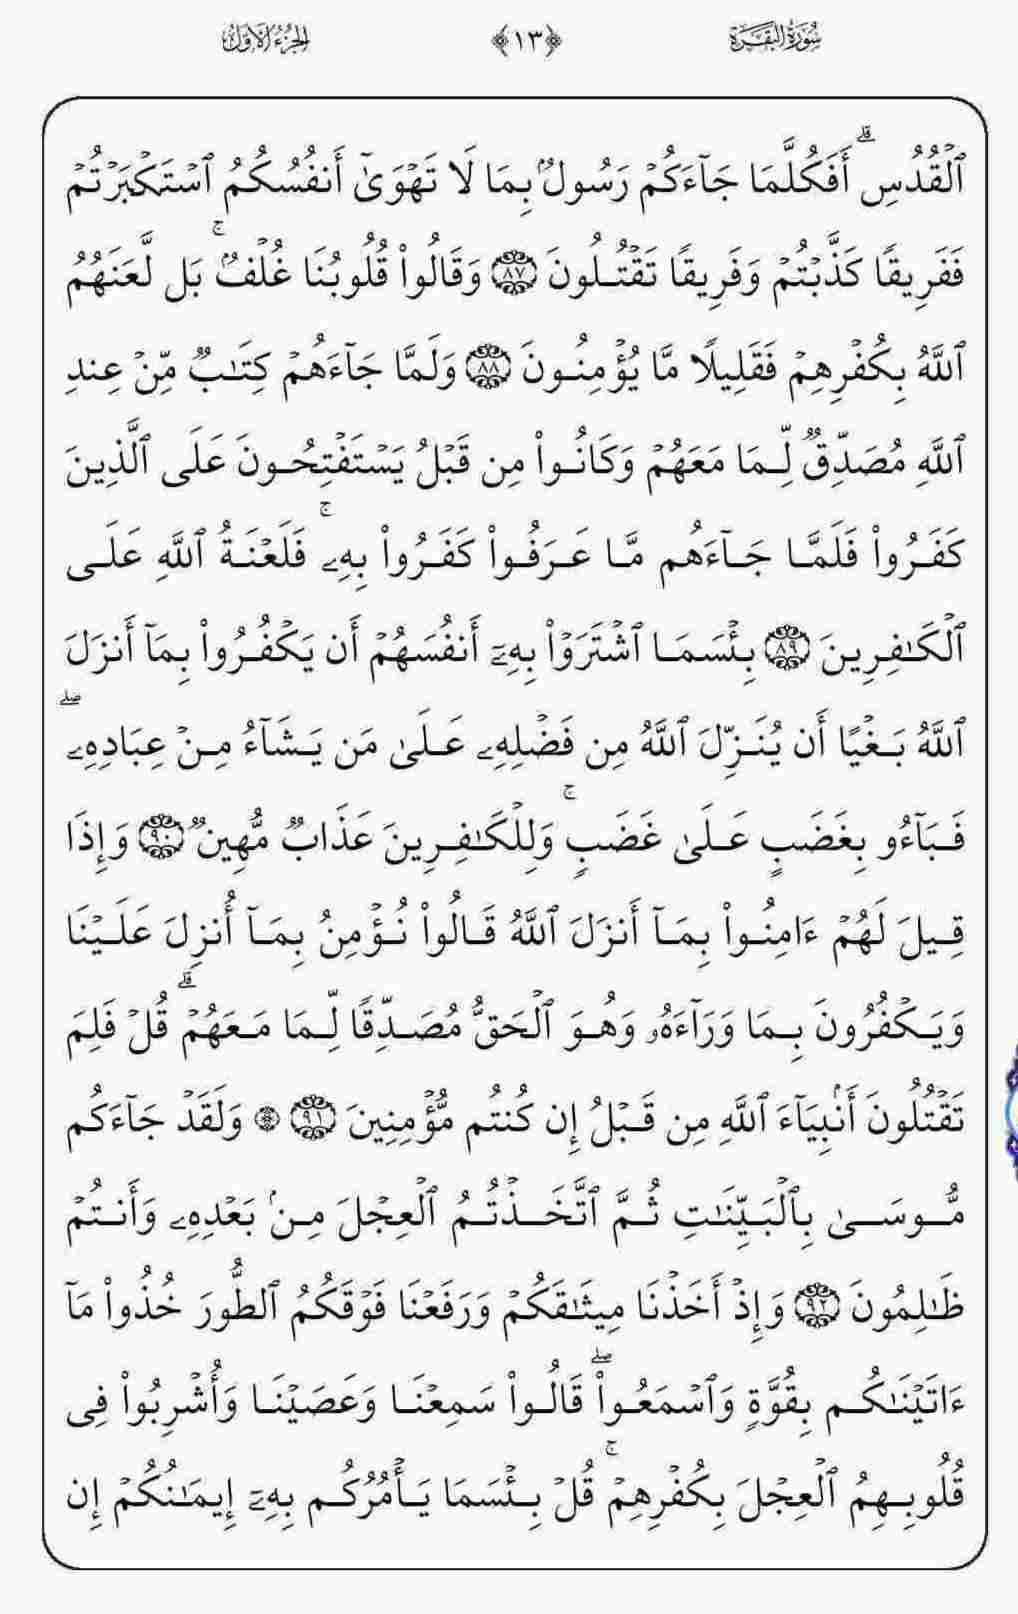 سُورَةُ البَقَرَةِ ﴿١٣﴾ الجُزْءُ الأَوَّلُ
ٱلْقُدُسِ ۗ أَفَكُلَّمَا جَآءَكُمْ رَسُولٌۢ بِمَا لَا تَهْوَىٰٓ أَنفُسُكُمُ ٱسْتَكْبَرْتُمْ
فَفَرِيقًا كَذَّبْتُمْ وَفَرِيقًا تَقْتُلُونَ ٨٧ وَقَالُوا۟ قُلُوبُنَا غُلْفٌۢ ۚ بَل لَّعَنَهُمُ
ٱللَّهُ بِكُفْرِهِمْ فَقَلِيلًا مَّا يُؤْمِنُونَ ٨٨ وَلَمَّا جَآءَهُمْ كِتَـٰبٌ مِّنْ عِندِ
ٱللَّهِ مُصَدِّقٌ لِّمَا مَعَهُمْ وَكَانُوا۟ مِن قَبْلُ يَسْتَفْتِحُونَ عَلَى ٱلَّذِينَ
كَفَرُوا۟ فَلَمَّا جَآءَهُم مَّا عَرَفُوا۟ كَفَرُوا۟ بِهِۦ ۚ فَلَعْنَةُ ٱللَّهِ عَلَى
ٱلْكَـٰفِرِينَ ٨٩ بِئْسَمَا ٱشْتَرَوْا۟ بِهِۦٓ أَنفُسَهُمْ أَن يَكْفُرُوا۟ بِمَآ أَنزَلَ
ٱللَّهُ بَغْيًا أَن يُنَزِّلَ ٱللَّهُ مِن فَضْلِهِۦ عَلَىٰ مَن يَشَآءُ مِنْ عِبَادِهِۦ ۖ
فَبَآءُو بِغَضَبٍ عَلَىٰ غَضَبٍ ۚ وَلِلْكَـٰفِرِينَ عَذَابٌ مُّهِينٌ ٩٠ وَإِذَا
قِيلَ لَهُمْ ءَامِنُوا۟ بِمَآ أَنزَلَ ٱللَّهُ قَالُوا۟ نُؤْمِنُ بِمَآ أُنزِلَ عَلَيْنَا
وَيَكْفُرُونَ بِمَا وَرَآءَهُۥ وَهُوَ ٱلْحَقُّ مُصَدِّقًا لِّمَا مَعَهُمْ ۗ قُلْ فَلِمَ
تَقْتُلُونَ أَنۢبِيَآءَ ٱللَّهِ مِن قَبْلُ إِن كُنتُم مُّؤْمِنِينَ ٩١ ۞ وَلَقَدْ جَآءَكُم
مُّوسَىٰ بِٱلْبَيِّنَـٰتِ ثُمَّ ٱتَّخَذْتُمُ ٱلْعِجْلَ مِنۢ بَعْدِهِۦ وَأَنتُمْ
ظَـٰلِمُونَ ٩٢ وَإِذْ أَخَذْنَا مِيثَـٰقَكُمْ وَرَفَعْنَا فَوْقَكُمُ ٱلطُّورَ خُذُوا۟ مَآ
ءَاتَيْنَـٰكُم بِقُوَّةٍ وَٱسْمَعُوا۟ ۖ قَالُوا۟ سَمِعْنَا وَعَصَيْنَا وَأُشْرِبُوا۟ فِى
قُلُوبِهِمُ ٱلْعِجْلَ بِكُفْرِهِمْ ۚ قُلْ بِئْسَمَا يَأْمُرُكُم بِهِۦٓ إِيمَـٰنُكُمْ إِن